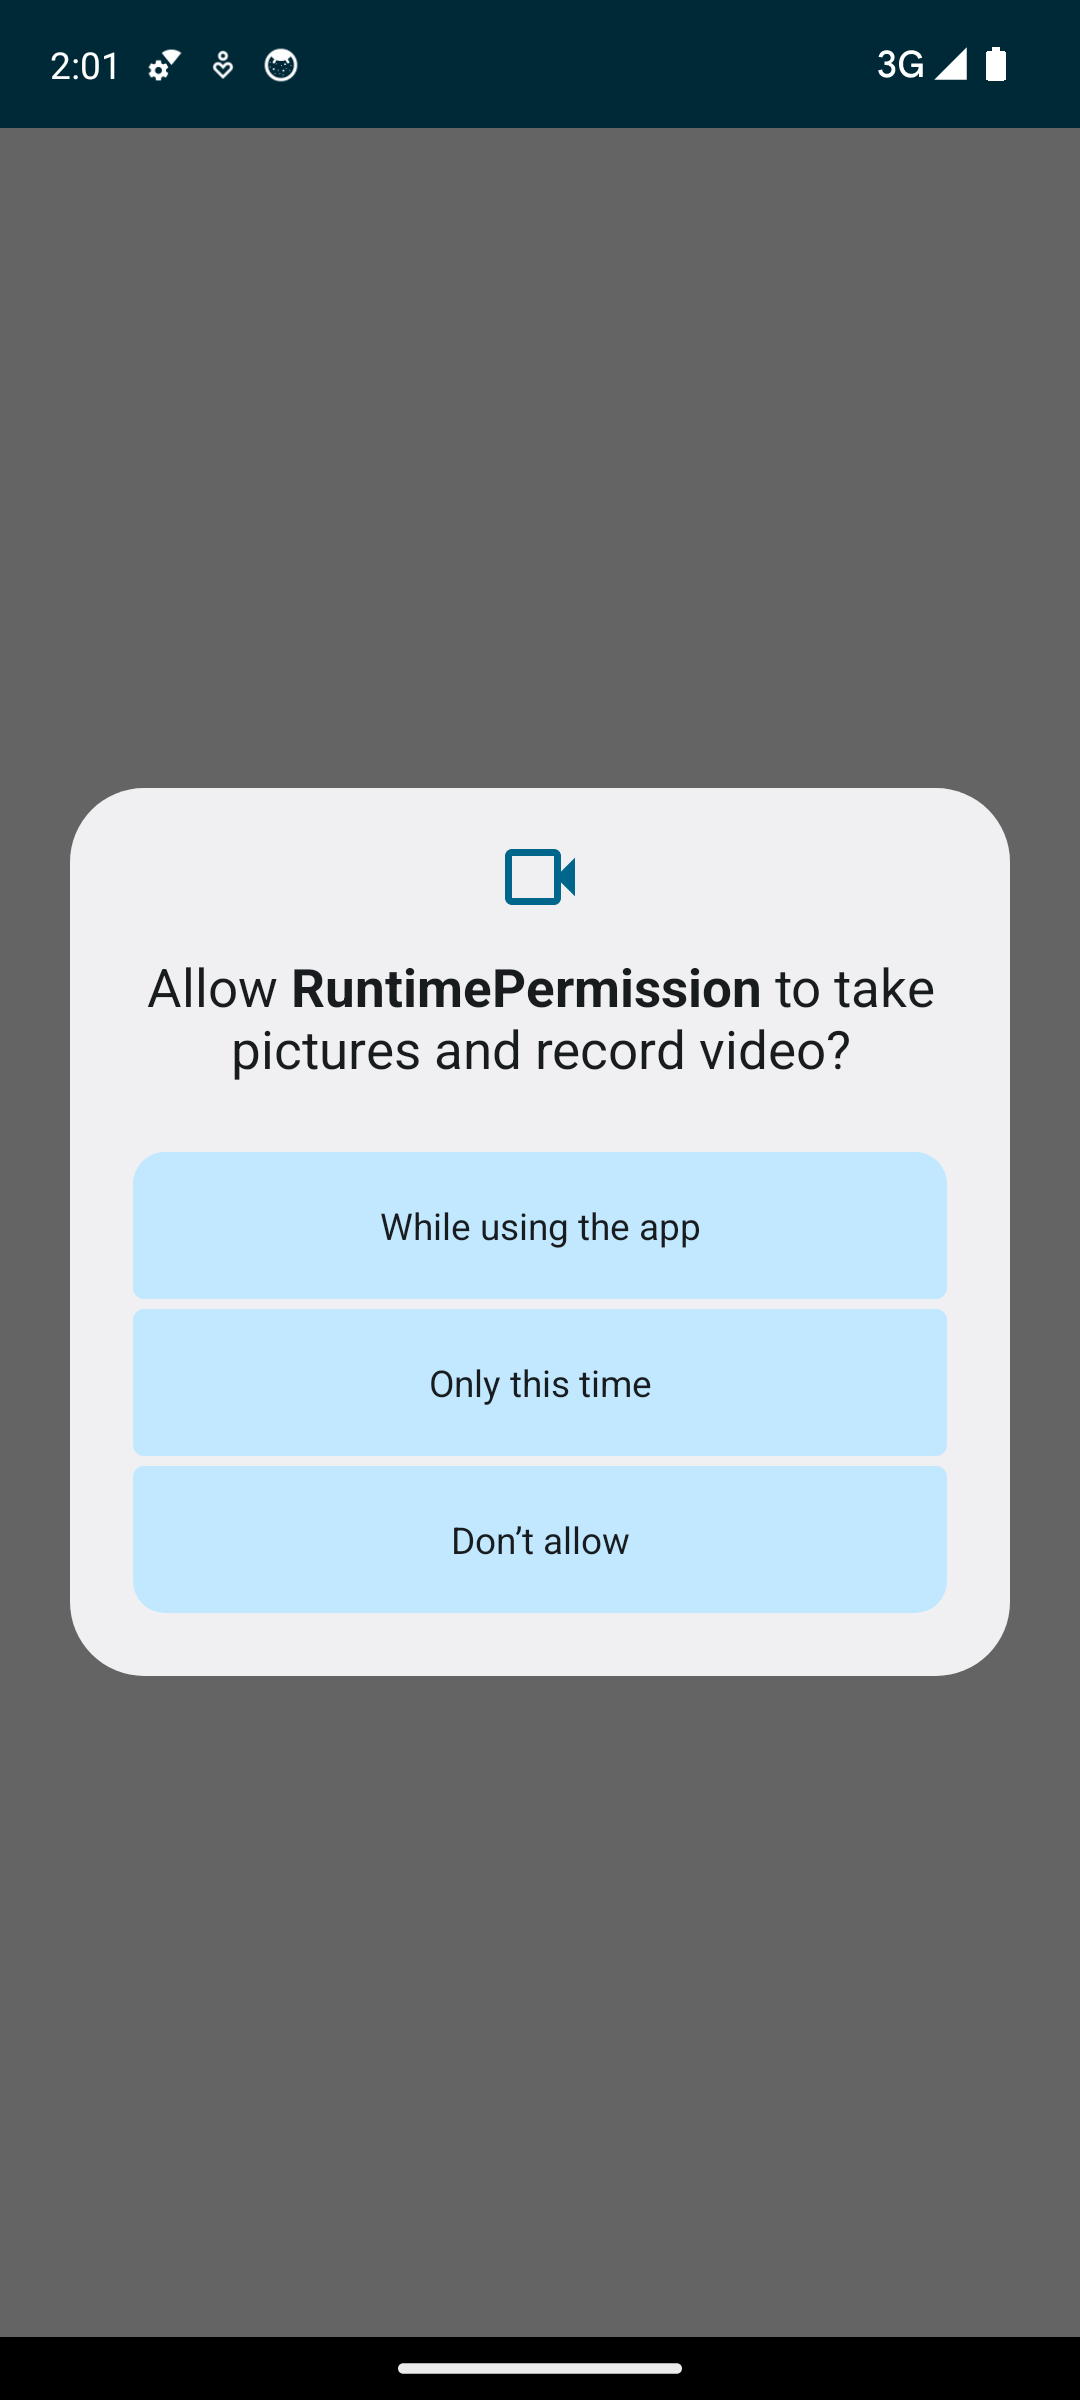 2:01
3G
Allow RuntimePermission to take
pictures and record video?
While using the app
Only this time
Don’t allow